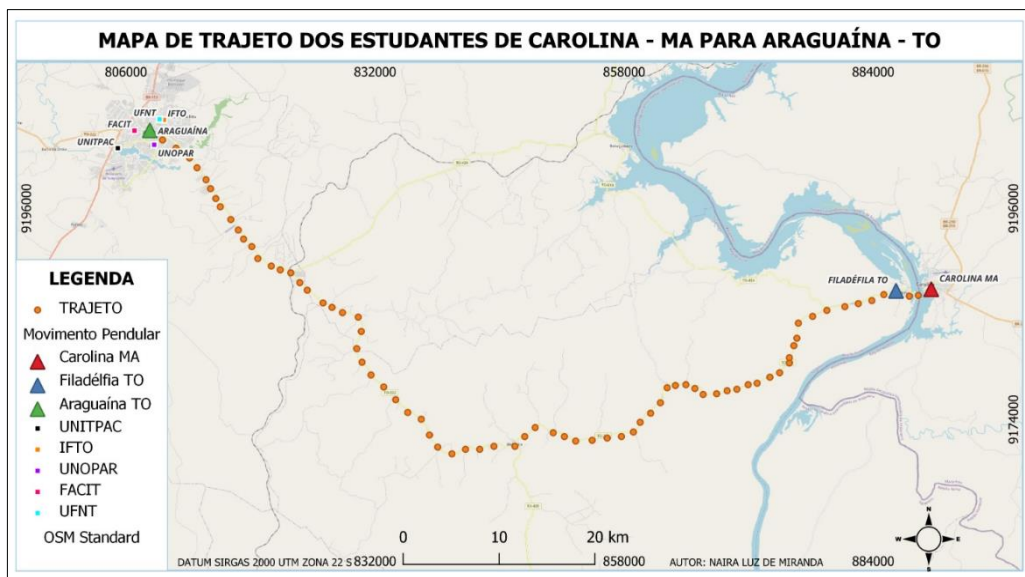 MAPA DE TRAJETO DOS ESTUDANTES DE CAROLINA - MA PARA ARAGUAÍNA - TO
806000
832000
858000
884000
UFNT
IFTO
FACIT
ARAGUAÍNA
UNITPAC
UNOPAR
9196000
9196000
FILADÉFILA TO
CAROLINA MA
LEGENDA
TRAJETO
Movimento Pendular
Carolina MA
Filadélfia TO
Araguaína TO
UNITPAC
IFTO
UNOPAR
FACIT
UFNT
OSM Standard
9174000
N
W
E
S
0
10
20 km
DATUM SIRGAS 2000 UTM ZONA 22 S
832000
858000
AUTOR: NAIRA LUZ DE MIRANDA
884000